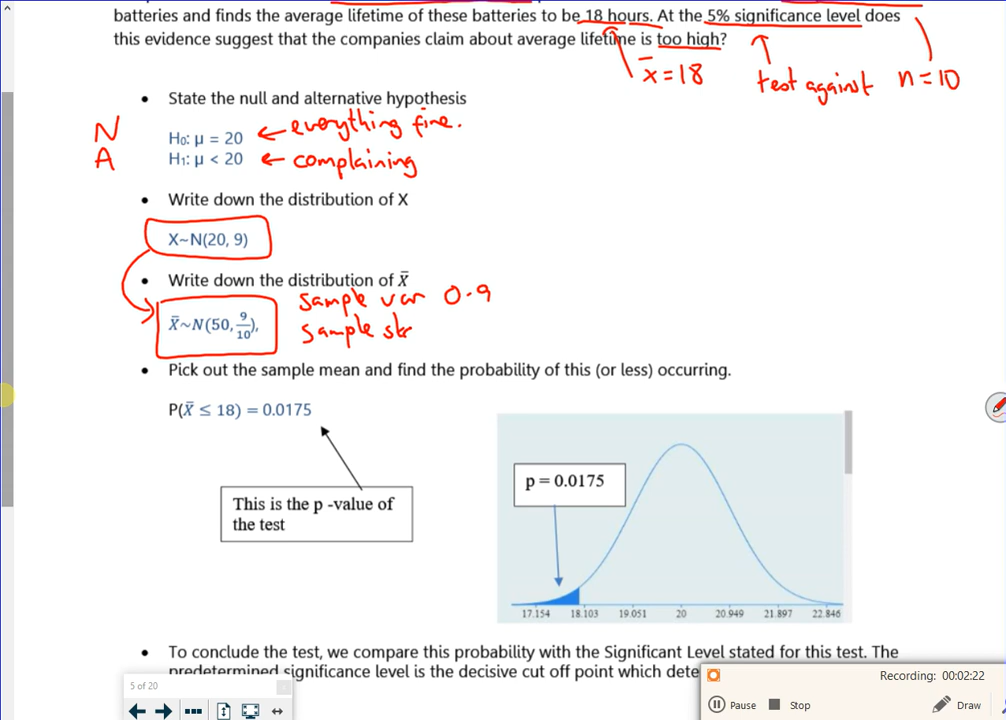 batteries and finds the average lifetime of these batteries to be 18 hours. At the 5% significance level does
this evidence suggest that the companies claim about average lifetime is too high?
x̄ = 18
test against
n = 10
• State the null and alternative hypothesis
N H₀: μ = 20 ← everything fine.
A H₁: μ < 20 ← complaining
• Write down the distribution of X
X~N(20, 9)
• Write down the distribution of X̄
sample var 0.9
X̄~N(50, 9/10),
sample st
• Pick out the sample mean and find the probability of this (or less) occurring.
P(X̄ ≤ 18) = 0.0175
p = 0.0175
This is the p -value of
the test
17.154 18.103 19.051 20 20.949 21.897 22.846
• To conclude the test, we compare this probability with the Significant Level stated for this test. The
predetermined significance level is the decisive cut off point which dete
Recording: 00:02:22
5 of 20
Pause Stop Draw